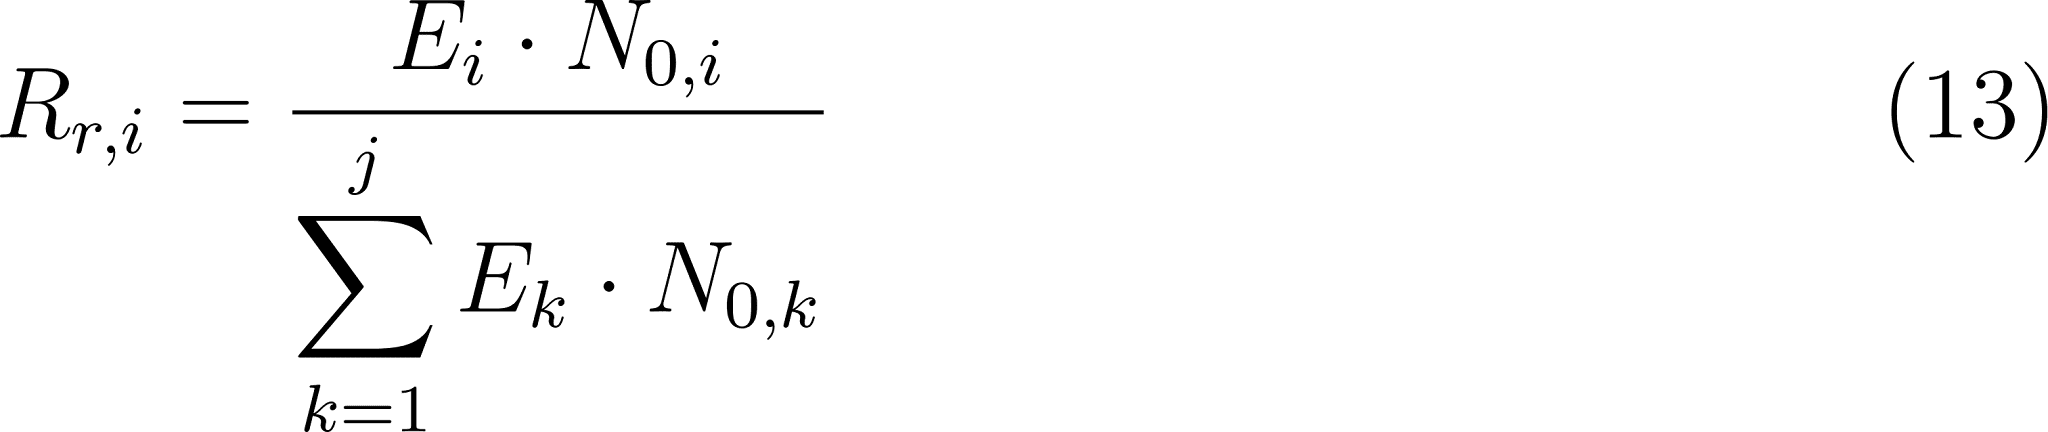 R_{r,i} = \frac{E_i \cdot N_{0,i}}{\sum_{k=1}^{j} E_k \cdot N_{0,k}} (13)